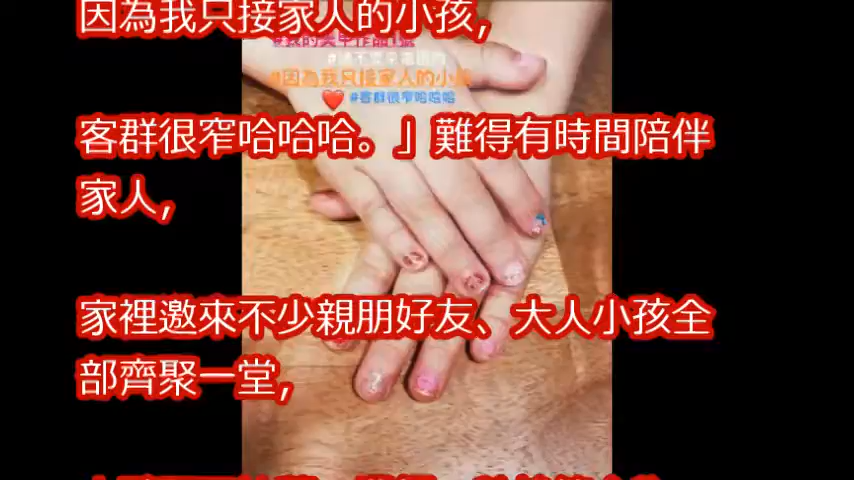 因為我只接家人的小孩，
#因為我只接家人的小孩
#客群很窄哈哈哈
客群很窄哈哈哈。」難得有時間陪伴
家人，
家裡邀來不少親朋好友、大人小孩全
部齊聚一堂，